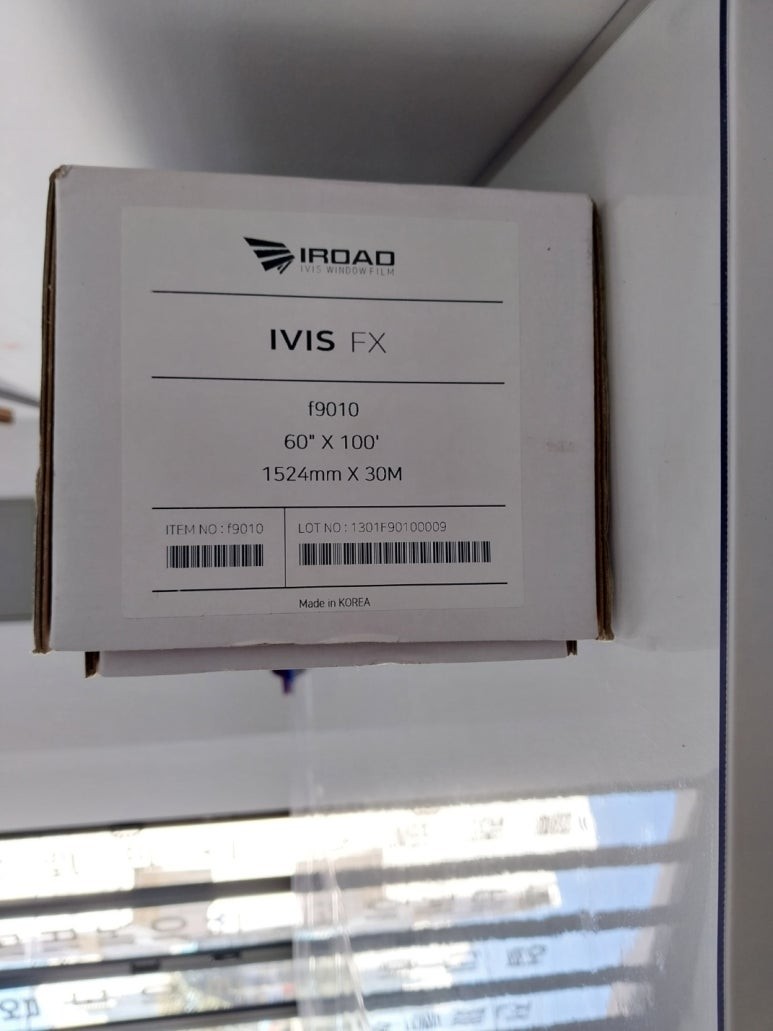 IROAD
IVIS WINDOW FILM
IVIS FX
f9010
60" X 100'
1524mm X 30M
ITEM NO : f9010
LOT NO : 1301F90100009
Made in KOREA